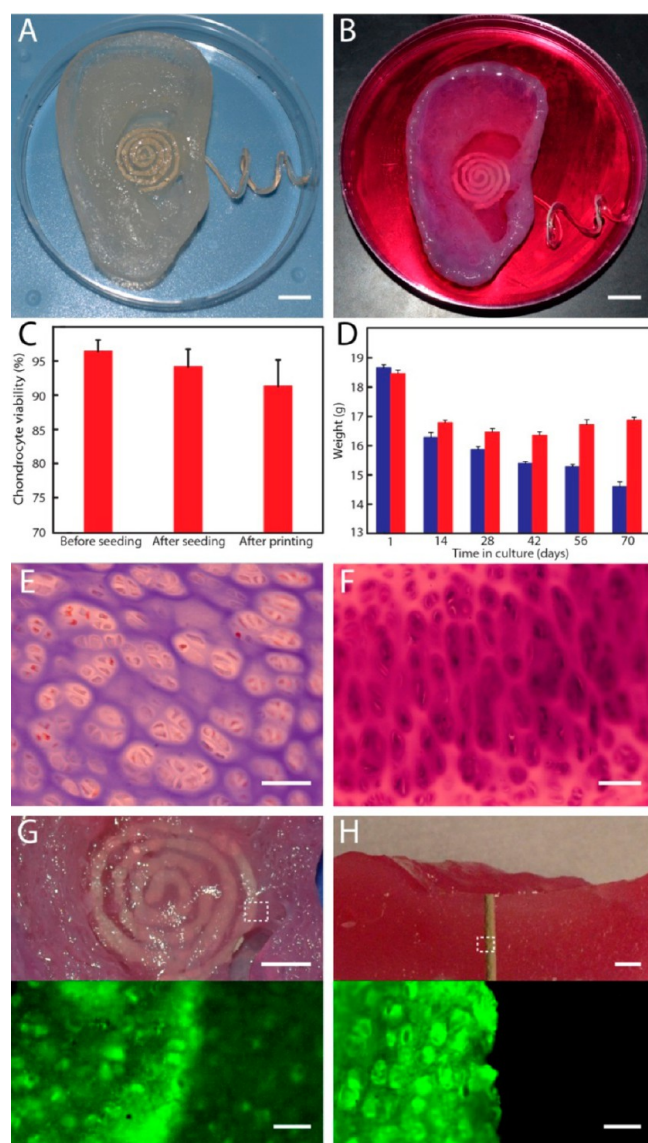 A
B
C
Chondrocyte viability (%)
95
90
85
80
75
70
Before seeding After seeding After printing
D
Weight (g)
19
18
17
16
15
14
13
1 14 28 42 56 70
Time in culture (days)
E
F
G
H